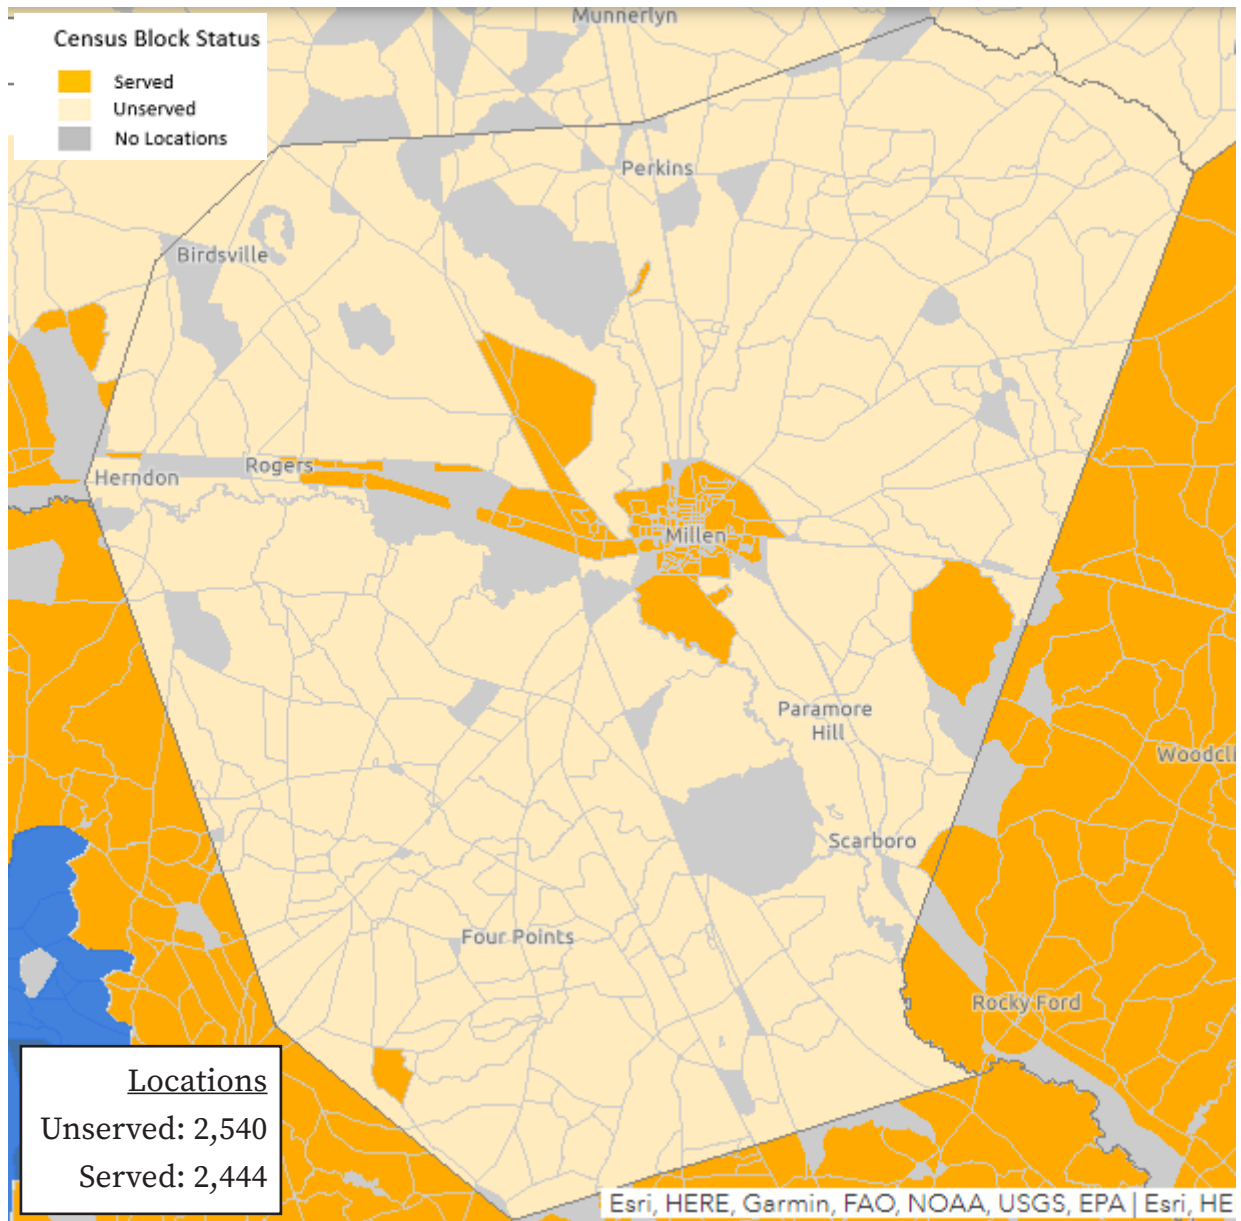 Munnerlyn
Census Block Status
Served
Unserved
No Locations
Perkins
Birdsville
Rogers
Herndon
Millen
Paramore
Hill
Woodcli
Scarboro
Four Points
Rocky Ford
Locations
Unserved: 2,540
Served: 2,444
Esri, HERE, Garmin, FAO, NOAA, USGS, EPA | Esri, HE